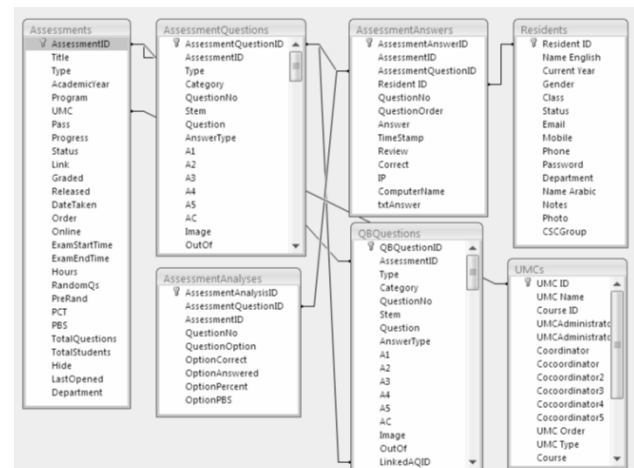 Assessments
AssessmentID
Title
Type
AcademicYear
Program
UMC
Pass
Progress
Status
Link
Graded
Released
DateTaken
Order
Online
ExamStartTime
ExamEndTime
Hours
RandomQs
PreRand
PCT
PBS
TotalQuestions
TotalStudents
Hide
LastOpened
Department
AssessmentQuestions
AssessmentQuestionID
AssessmentID
Type
Category
QuestionNo
Stem
Question
AnswerType
A1
A2
A3
A4
A5
AC
Image
OutOf
AssessmentAnalyses
AssessmentAnalysisID
AssessmentQuestionID
AssessmentID
QuestionNo
QuestionOption
OptionCorrect
OptionAnswered
OptionPercent
OptionPBS
AssessmentAnswers
AssessmentAnswerID
AssessmentID
AssessmentQuestionID
Resident ID
QuestionNo
QuestionOrder
Answer
TimeStamp
Review
Correct
IP
ComputerName
txtAnswer
QBQuestions
QBQuestionID
AssessmentID
Type
Category
QuestionNo
Stem
Question
AnswerType
A1
A2
A3
A4
A5
AC
Image
OutOf
LinkedAQID
Residents
Resident ID
Name English
Current Year
Gender
Class
Status
Email
Mobile
Phone
Password
Department
Name Arabic
Notes
Photo
CSCGroup
UMCs
UMC ID
UMC Name
Course ID
UMCAdministrato
UMCAdministrato
Coordinator
Cocoordinator
Cocoordinator2
Cocoordinator3
Cocoordinator4
Cocoordinator5
UMC Order
UMC Type
Course